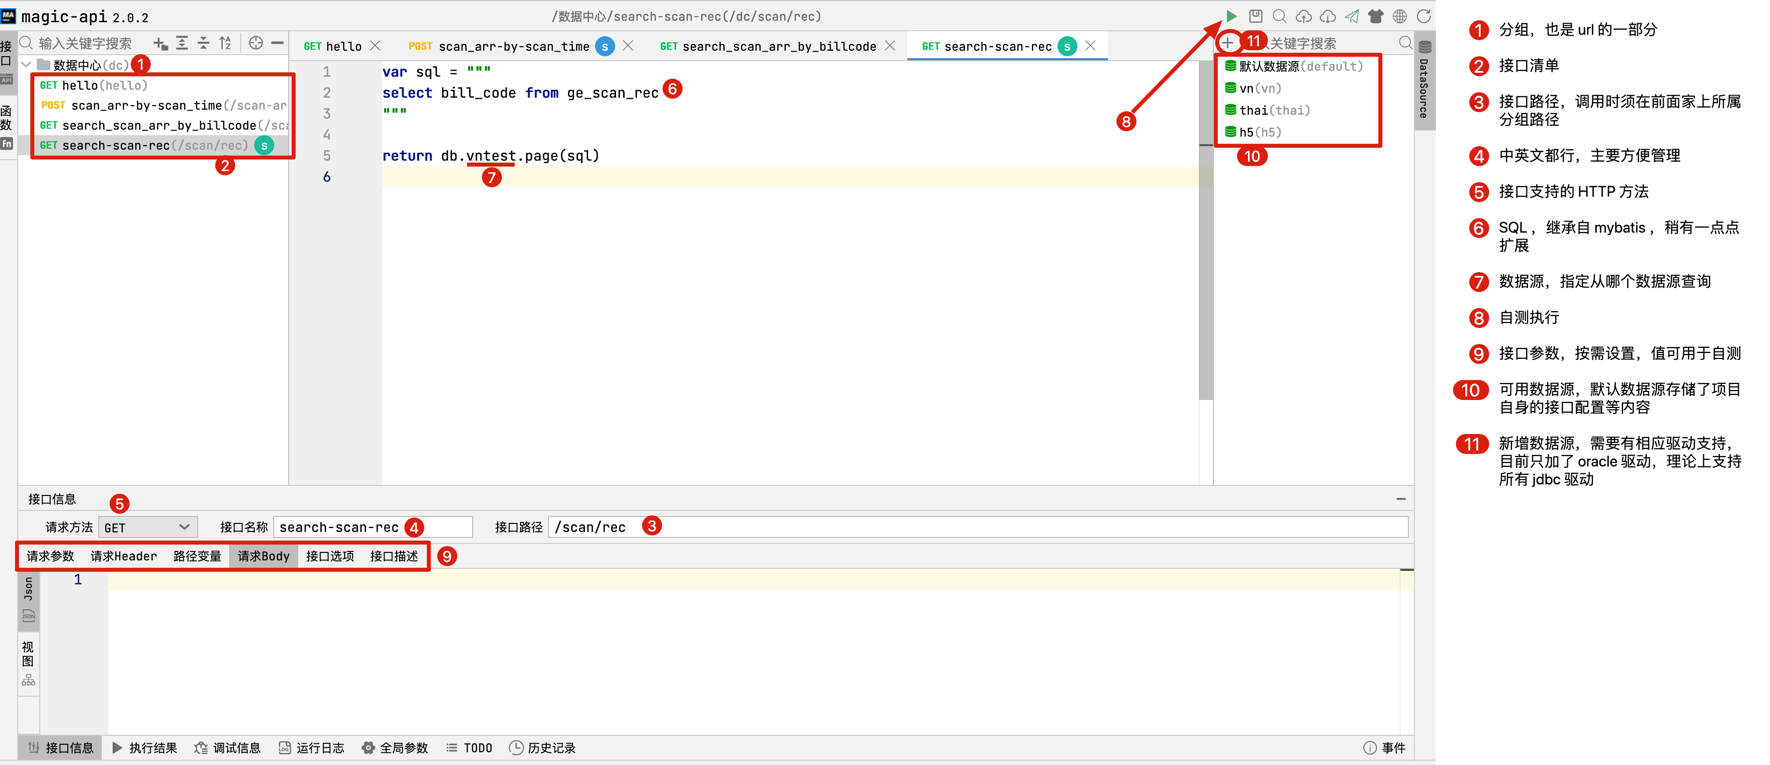 magic-api 2.0.2
/数据中心/search-scan-rec(/dc/scan/rec)
接口
API
函数
Fn
输入关键字搜索
数据中心(dc) 1
GET hello(hello)
POST scan_arr-by-scan_time(/scan-ar
GET search_scan_arr_by_billcode(/sca
GET search-scan-rec(/scan/rec) s
2
GET hello
POST scan_arr-by-scan_time s
GET search_scan_arr_by_billcode
GET search-scan-rec s
1 var sql = """
2 select bill_code from ge_scan_rec 6
3 """
4
5 return db.vntest.page(sql)
6
7
8
11
关键字搜索
默认数据源(default)
vn(vn)
thai(thai)
h5(h5)
10
DataSource
接口信息
5
请求方法 GET
接口名称 search-scan-rec 4
接口路径 /scan/rec 3
请求参数 请求Header 路径变量 请求Body 接口选项 接口描述 9
Json
视图
1
接口信息 执行结果 调试信息 运行日志 全局参数 TODO 历史记录
事件
1 分组，也是 url 的一部分
2 接口清单
3 接口路径，调用时须在前面家上所属
分组路径
4 中英文都行，主要方便管理
5 接口支持的 HTTP 方法
6 SQL ，继承自 mybatis ，稍有一点点
扩展
7 数据源，指定从哪个数据源查询
8 自测执行
9 接口参数，按需设置，值可用于自测
10 可用数据源，默认数据源存储了项目
自身的接口配置等内容
11 新增数据源，需要有相应驱动支持，
目前只加了 oracle 驱动，理论上支持
所有 jdbc 驱动